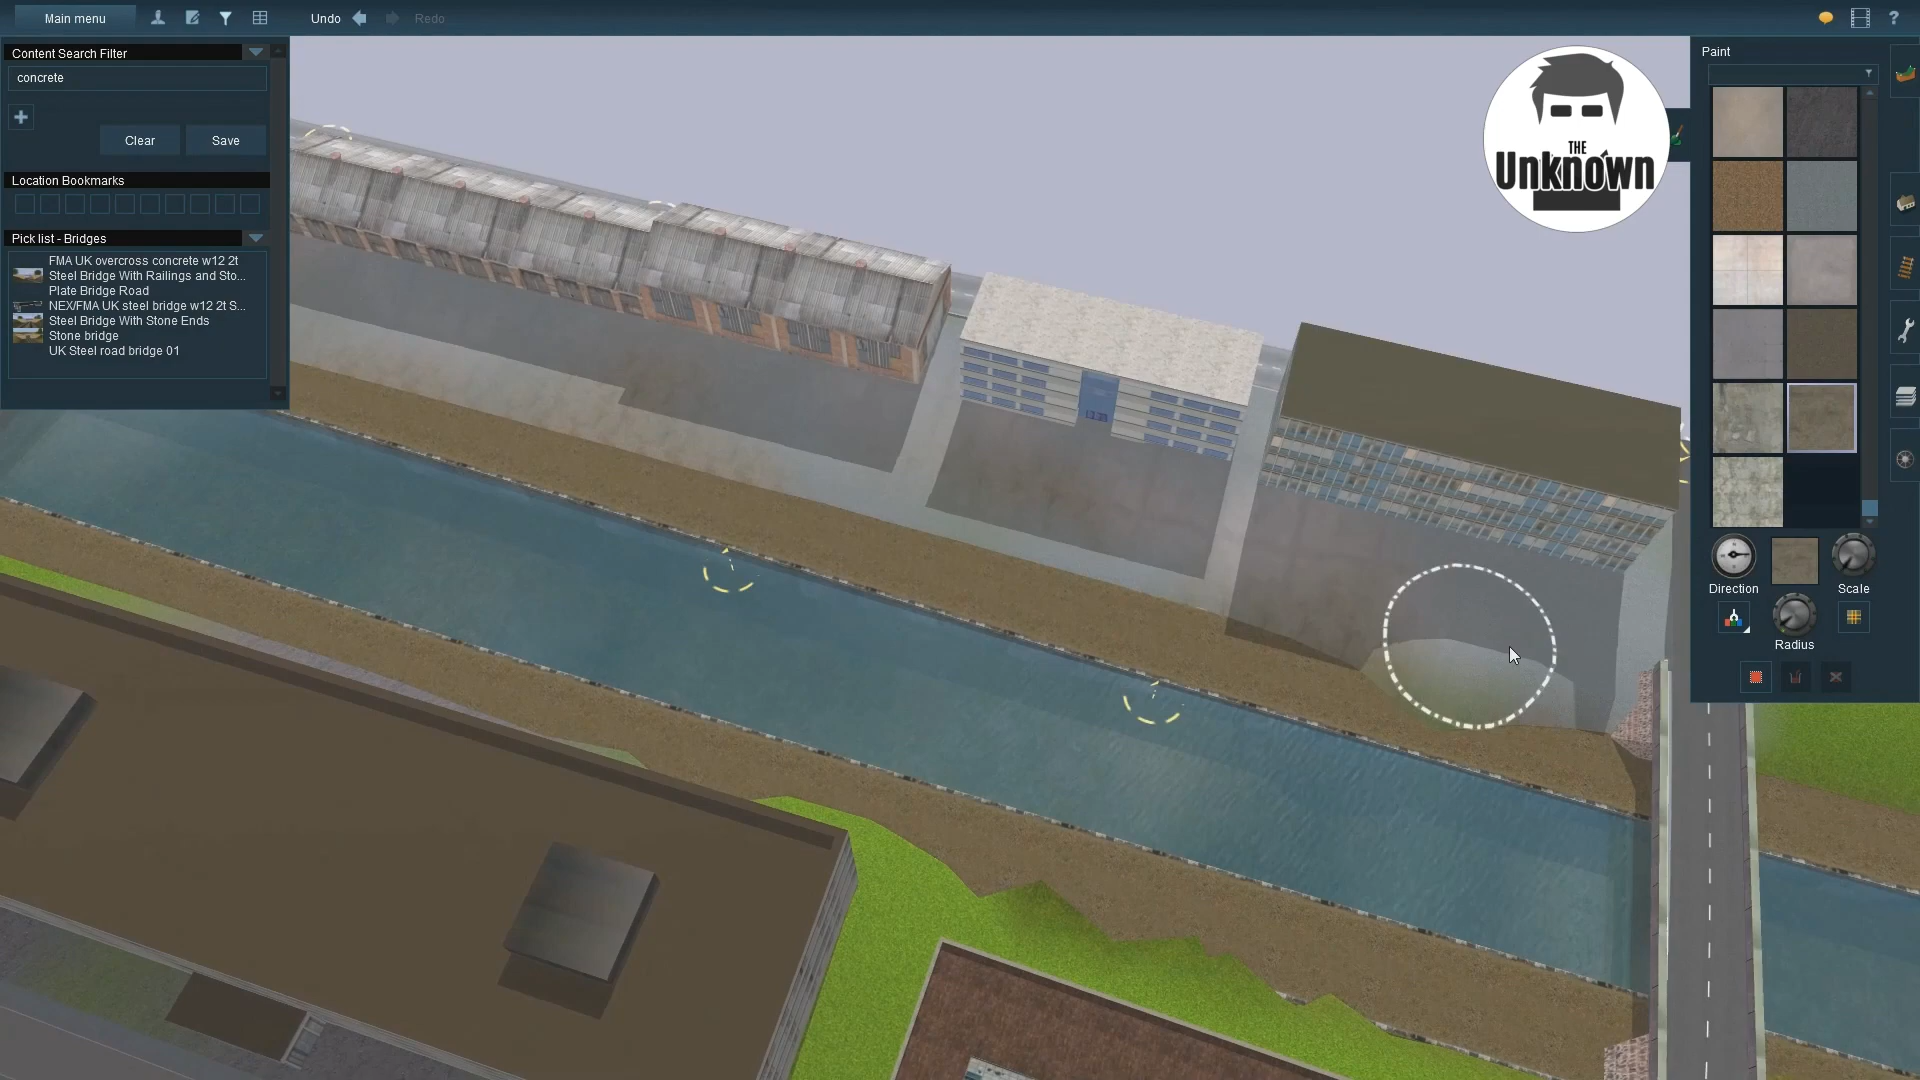 Main menu
Undo
Redo
?
Content Search Filter
concrete
Clear
Save
Location Bookmarks
Pick list - Bridges
FMA UK overcross concrete w12 2t
Steel Bridge With Railings and Sto...
Plate Bridge Road
NEX/FMA UK steel bridge w12 2t S...
Steel Bridge With Stone Ends
Stone bridge
UK Steel road bridge 01
THE
Unknown
Paint
Direction
Scale
Radius